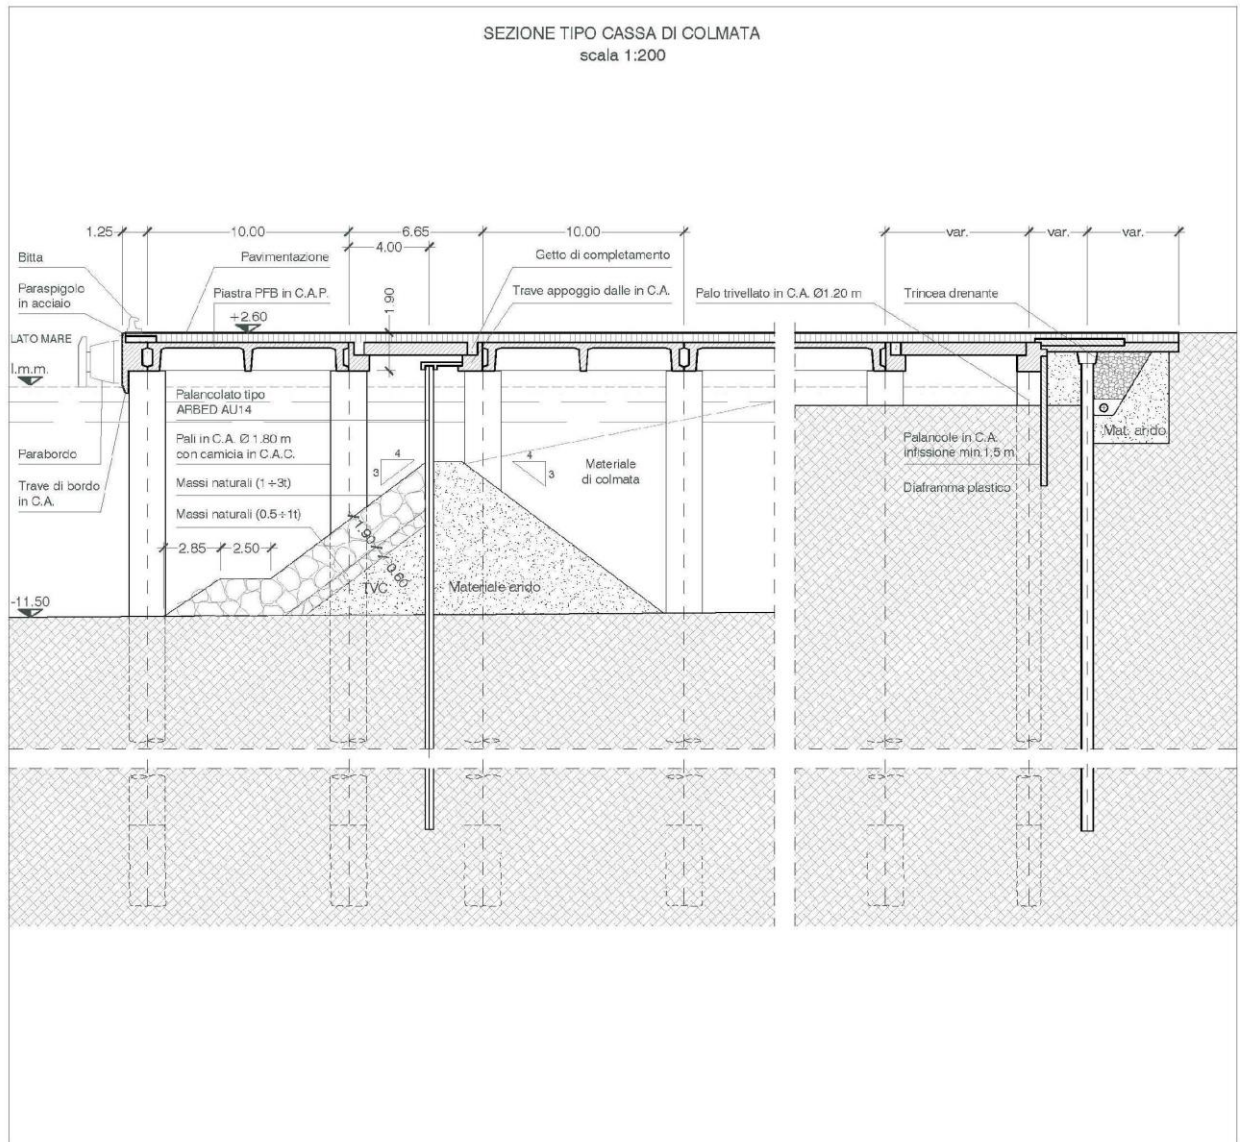 SEZIONE TIPO CASSA DI COLMATA
scala 1:200
1.25
10.00
6.65
10.00
var.
var.
var.
4.00
Bitta
Pavimentazione
Getto di completamento
Paraspigolo
in acciaio
Piastra PFB in C.A.P.
1.90
Trave appoggio dalle in C.A.
Palo trivellato in C.A. Ø1.20 m
Trincea drenante
+2.60
LATO MARE
l.m.m.
Palancolato tipo
ARBED AU14
Pali in C.A. Ø 1.80 m
con camicia in C.A.C.
Parabordo
Trave di bordo
in C.A.
4
3
4
3
Materiale
di colmata
Palancole in C.A.
infissione min.1,5 m
Mat. arido
Massi naturali (1÷3t)
Diaframma plastico
Massi naturali (0.5÷1t)
2.85
2.50
1.90
0.60
TVC
Materiale arido
-11.50